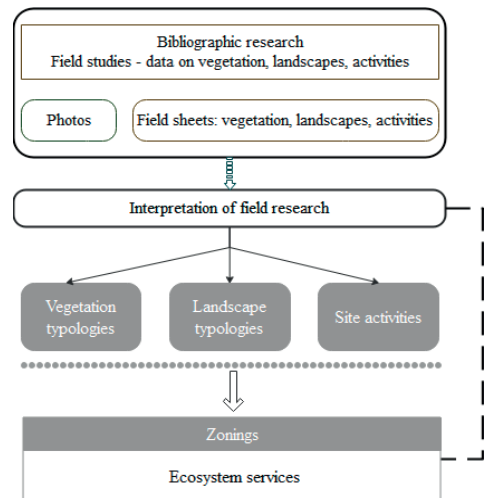 Bibliographic research
Field studies - data on vegetation, landscapes, activities
Photos
Field sheets: vegetation, landscapes, activities
Interpretation of field research
Vegetation
typologies
Landscape
typologies
Site activities
Zonings
Ecosystem services